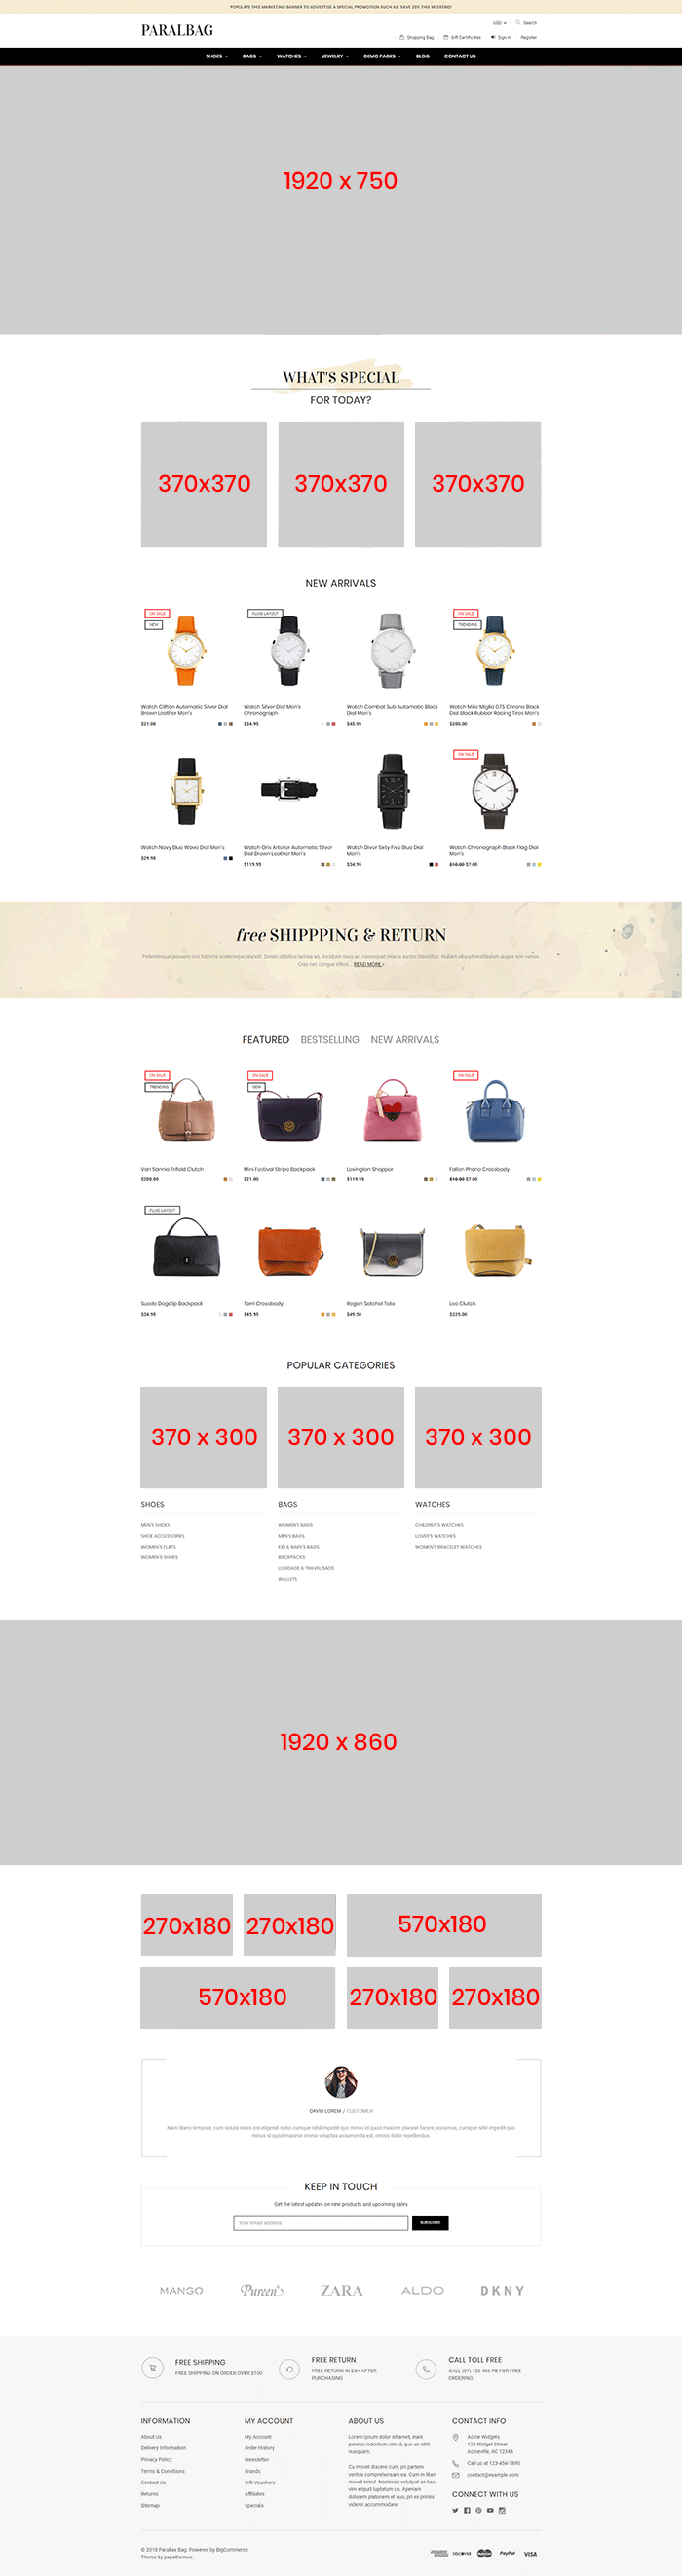 POPULATE THIS MARKETING BANNER TO ADVERTISE A SPECIAL PROMOTION SUCH AS: SAVE 20% THIS WEEKEND!
USD
Search
PARALBAG
Shopping Bag
Gift Certificates
Sign in
Register
SHOES
BAGS
WATCHES
JEWELRY
DEMO PAGES
BLOG
CONTACT US
1920 x 750
WHAT'S SPECIAL
FOR TODAY?
370x370
370x370
370x370
NEW ARRIVALS
ON SALE
NEW
FLUID LAYOUT
ON SALE
TRENDING
Watch Clifton Automatic Silver Dial
Brown Leather Men's
$21.00
Watch Silver Dial Men's
Chronograph
$34.95
Watch Combat Sub Automatic Black
Dial Men's
$45.95
Watch Mille Miglia GTS Chrono Black
Dial Black Rubber Racing Tires Men's
$200.00
ON SALE
Watch Navy Blue Wave Dial Men's
$29.95
Watch Oris Artelier Automatic Silver
Dial Brown Leather Men's
$119.95
Watch Diver Sixty Five Blue Dial
Men's
$34.95
Watch Chronograph Black Flag Dial
Men's
$10.00 $7.00
free SHIPPPING & RETURN
Pellentesque posuere orci lobortis scelerisque blandit. Donec id tellus lacinia an, tincidunt risus ac, consequat viverra auctor blanditiis. Nullam aliquet vestibulum augue non varius.
Cras nec congue elitos... READ MORE
FEATURED
BESTSELLING
NEW ARRIVALS
ON SALE
TRENDING
ON SALE
NEW
ON SALE
Van Sannio Trifold Clutch
$200.00
Mini Festival Stripe Backpack
$21.00
Loxington Shopper
$119.95
Fallen Phone Crossbody
$10.00 $7.00
FLUID LAYOUT
Suede Dogclip Backpack
$34.95
Torri Crossbody
$45.95
Regan Satchel Tote
$49.50
Leo Clutch
$225.00
POPULAR CATEGORIES
370 x 300
370 x 300
370 x 300
SHOES
MEN'S SHOES
SHOE ACCESSORIES
WOMEN'S FLATS
WOMEN'S SHOES
BAGS
WOMEN'S BAGS
MEN'S BAGS
KID & BABY'S BAGS
BACKPACKS
LUGGAGE & TRAVEL BAGS
WALLETS
WATCHES
CHILDREN'S WATCHES
LOVER'S WATCHES
WOMEN'S BRACELET WATCHES
1920 x 860
270x180
270x180
570x180
570x180
270x180
270x180
DAVID LOREM / CUSTOMER
Nam libero tempore, cum soluta nobis est eligendi optio cumque nihil impedit quo minus id quod maxime placeat facere possimus, cumque nihil impedit quo
minus id quod maxime omnis voluptas assumenda est, omnis dolor repellendus.
KEEP IN TOUCH
Get the latest updates on new products and upcoming sales
Your email address
SUBSCRIBE
MANGO
Pureen
ZARA
ALDO
DKNY
FREE SHIPPING
FREE SHIPPING ON ORDER OVER $100
FREE RETURN
FREE RETURN IN 24H AFTER
PURCHASING
CALL TOLL FREE
CALL (01) 123 456 PB FOR FREE
ORDERING
INFORMATION
About Us
Delivery Information
Privacy Policy
Terms & Conditions
Contact Us
Returns
Sitemap
MY ACCOUNT
My Account
Order History
Newsletter
Brands
Gift Vouchers
Affiliates
Specials
ABOUT US
Lorem ipsum dolor sit amet, inani
persius indoctum vim id, quo an nibh
nusquam.
Cu movet discere cum, pri partem
veritus comprehensam ea. Cum in liber
movet simul. Nominavi volutpat an has,
vim eripuit luptatum cu. Aperiam
dolorem platonem et quo, pri ex primis
viderer accommodare.
CONTACT INFO
Acme Widgets
123 Widget Street
Acmeville, AC 12345
Call us at 123-456-7890
contact@example.com
CONNECT WITH US
© 2018 Parallax Bag. Powered by BigCommerce.
Theme by papathemes.
DISCOVER
MasterCard
PayPal
VISA